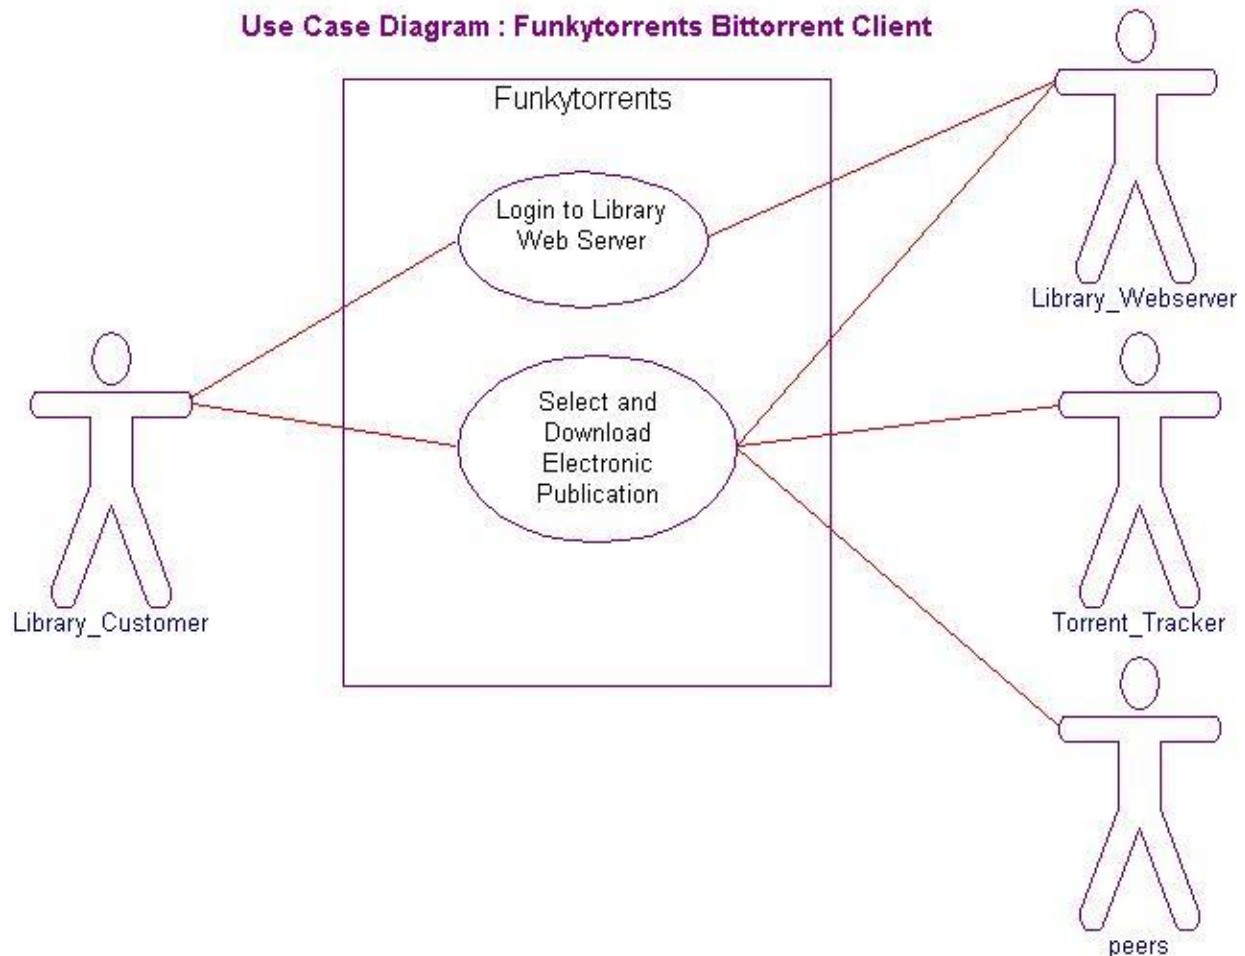 Use Case Diagram : Funkytorrents Bittorrent Client
Funkytorrents
Login to Library
Web Server
Library_Webserver
Select and
Download
Electronic
Publication
Library_Customer
Torrent_Tracker
peers